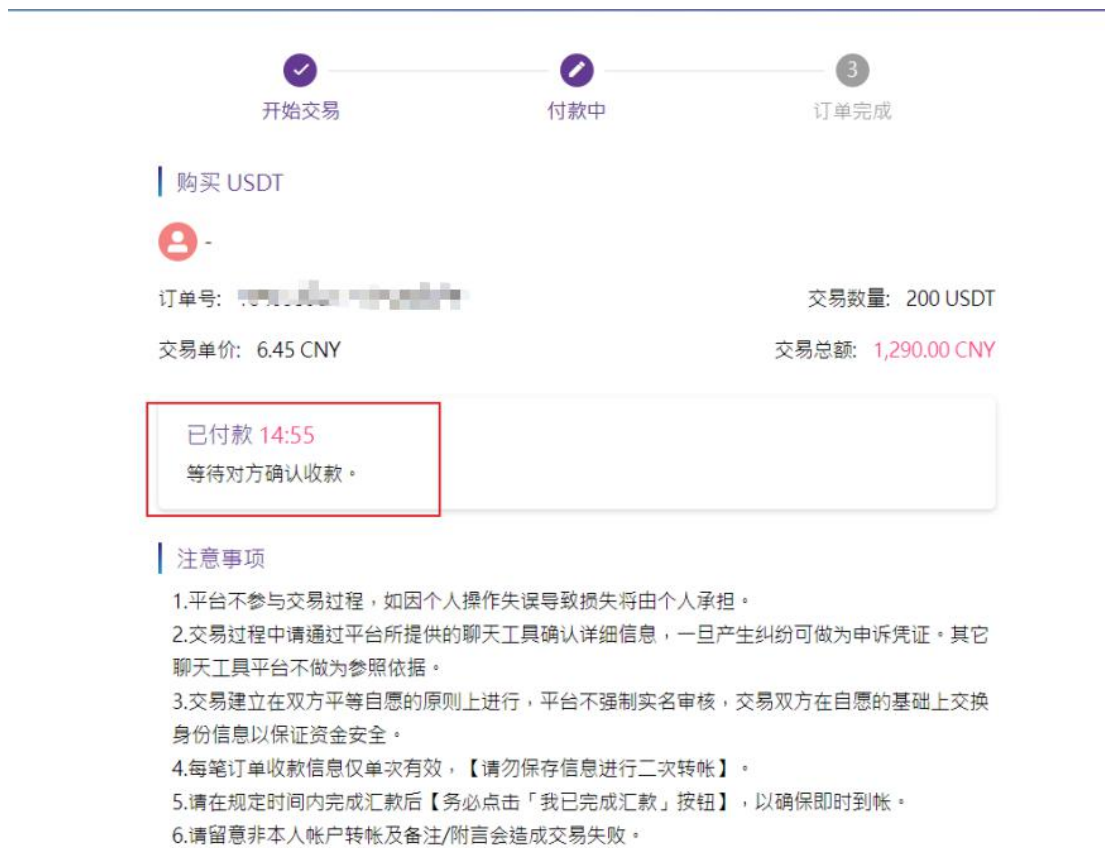 3
开始交易 付款中 订单完成
购买 USDT
-
订单号: 交易数量: 200 USDT
交易单价: 6.45 CNY 交易总额: 1,290.00 CNY
已付款 14:55
等待对方确认收款。
注意事项
1.平台不参与交易过程，如因个人操作失误导致损失将由个人承担。
2.交易过程中请通过平台所提供的聊天工具确认详细信息，一旦产生纠纷可做为申诉凭证。其它
聊天工具平台不做为参照依据。
3.交易建立在双方平等自愿的原则上进行，平台不强制实名审核，交易双方在自愿的基础上交换
身份信息以保证资金安全。
4.每笔订单收款信息仅单次有效，【请勿保存信息进行二次转帐】。
5.请在规定时间内完成汇款后【务必点击「我已完成汇款」按钮】，以确保即时到帐。
6.请留意非本人帐户转帐及备注/附言会造成交易失败。